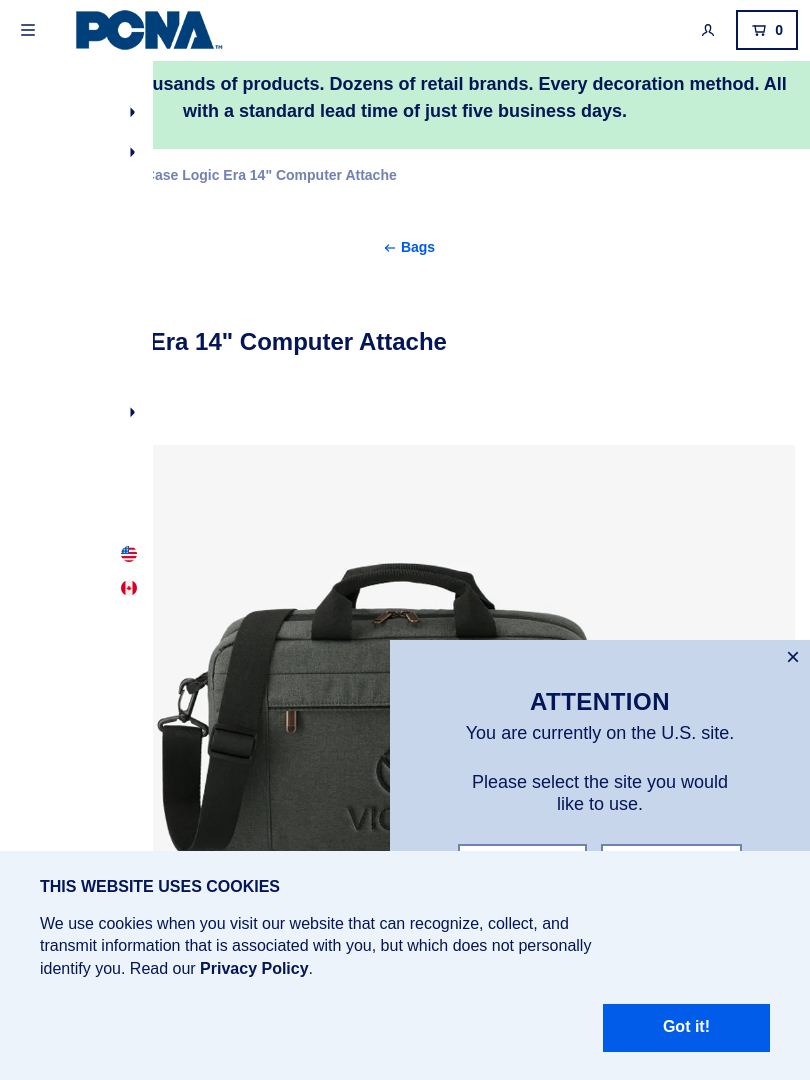 PCNA™
0
usands of products. Dozens of retail brands. Every decoration method. All
with a standard lead time of just five business days.
Case Logic Era 14" Computer Attache
Bags
Era 14" Computer Attache
ATTENTION
You are currently on the U.S. site.
Please select the site you would
like to use.
THIS WEBSITE USES COOKIES
We use cookies when you visit our website that can recognize, collect, and
transmit information that is associated with you, but which does not personally
identify you. Read our Privacy Policy.
Got it!